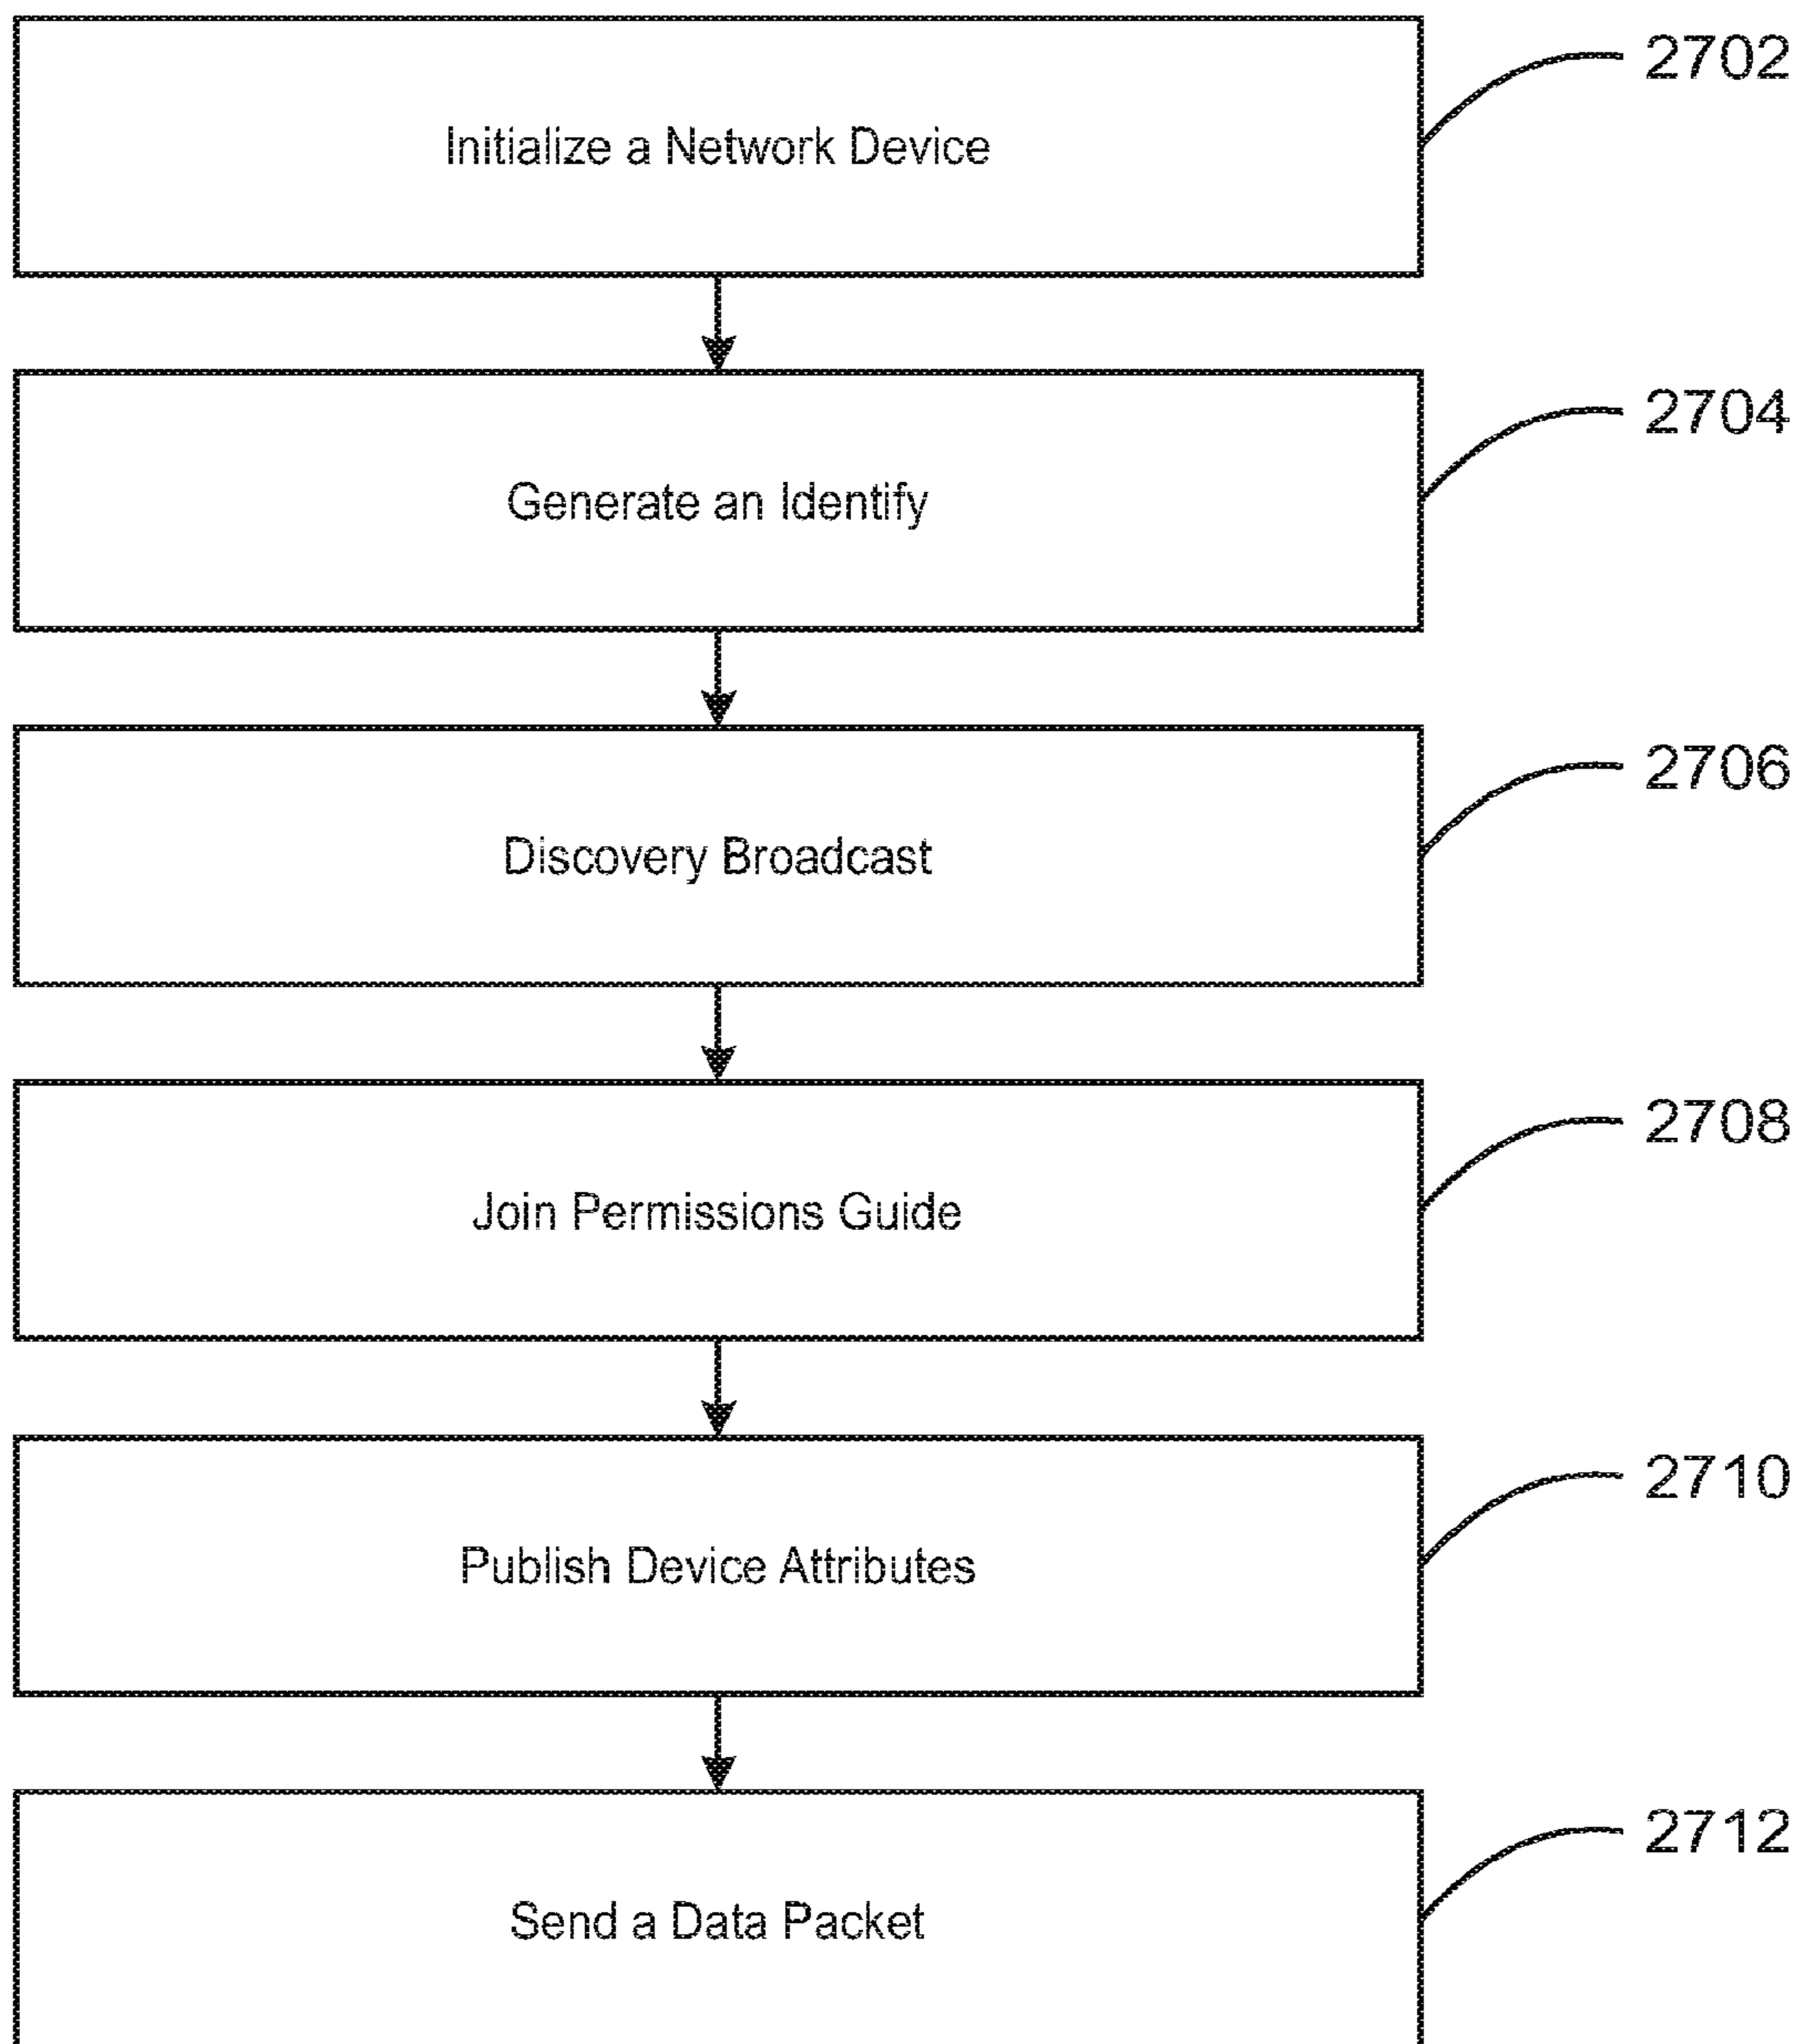 Initialize a Network Device
2702
Generate an Identify
2704
Discovery Broadcast
2706
Join Permissions Guide
2708
Publish Device Attributes
2710
Send a Data Packet
2712